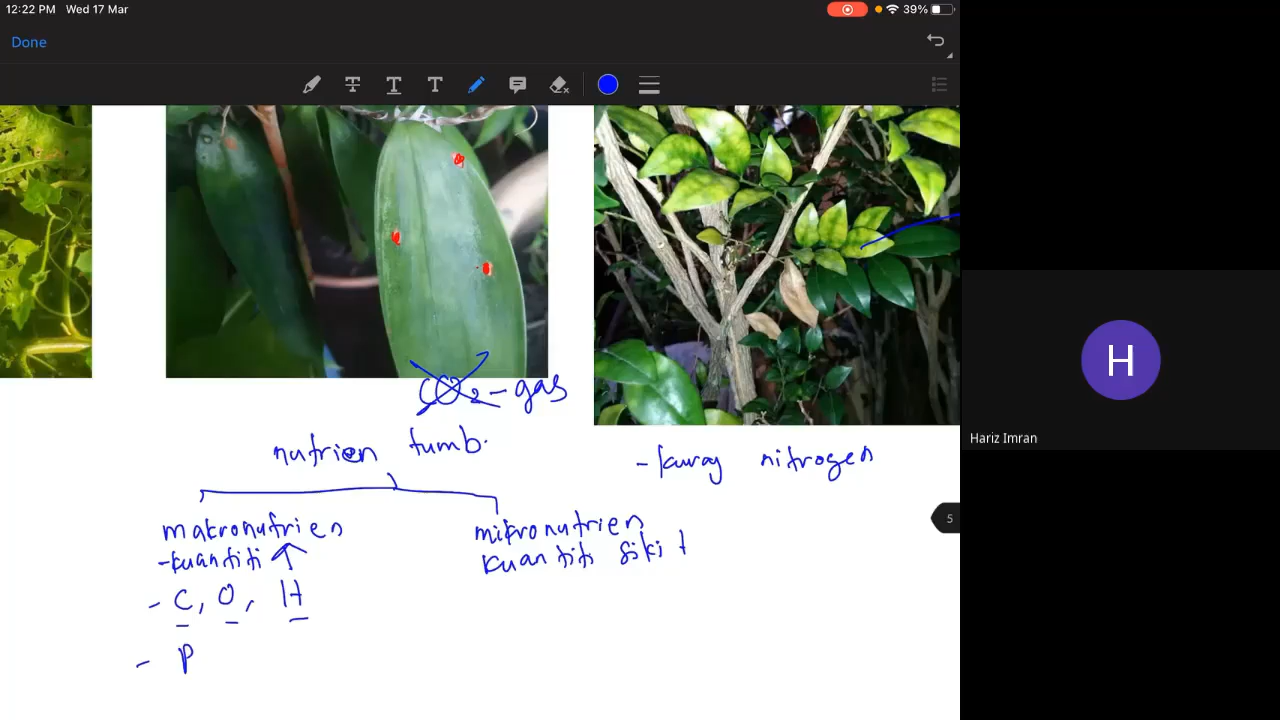 12:22 PM Wed 17 Mar
39%
Done
T T T
CO2 - gas
nutrien tumb.
- kurag nitrogen
makronutrien
- kuantiti ↑
- C, O, H
- P
mikronutrien
kuantiti sikit
5
H
Hariz Imran